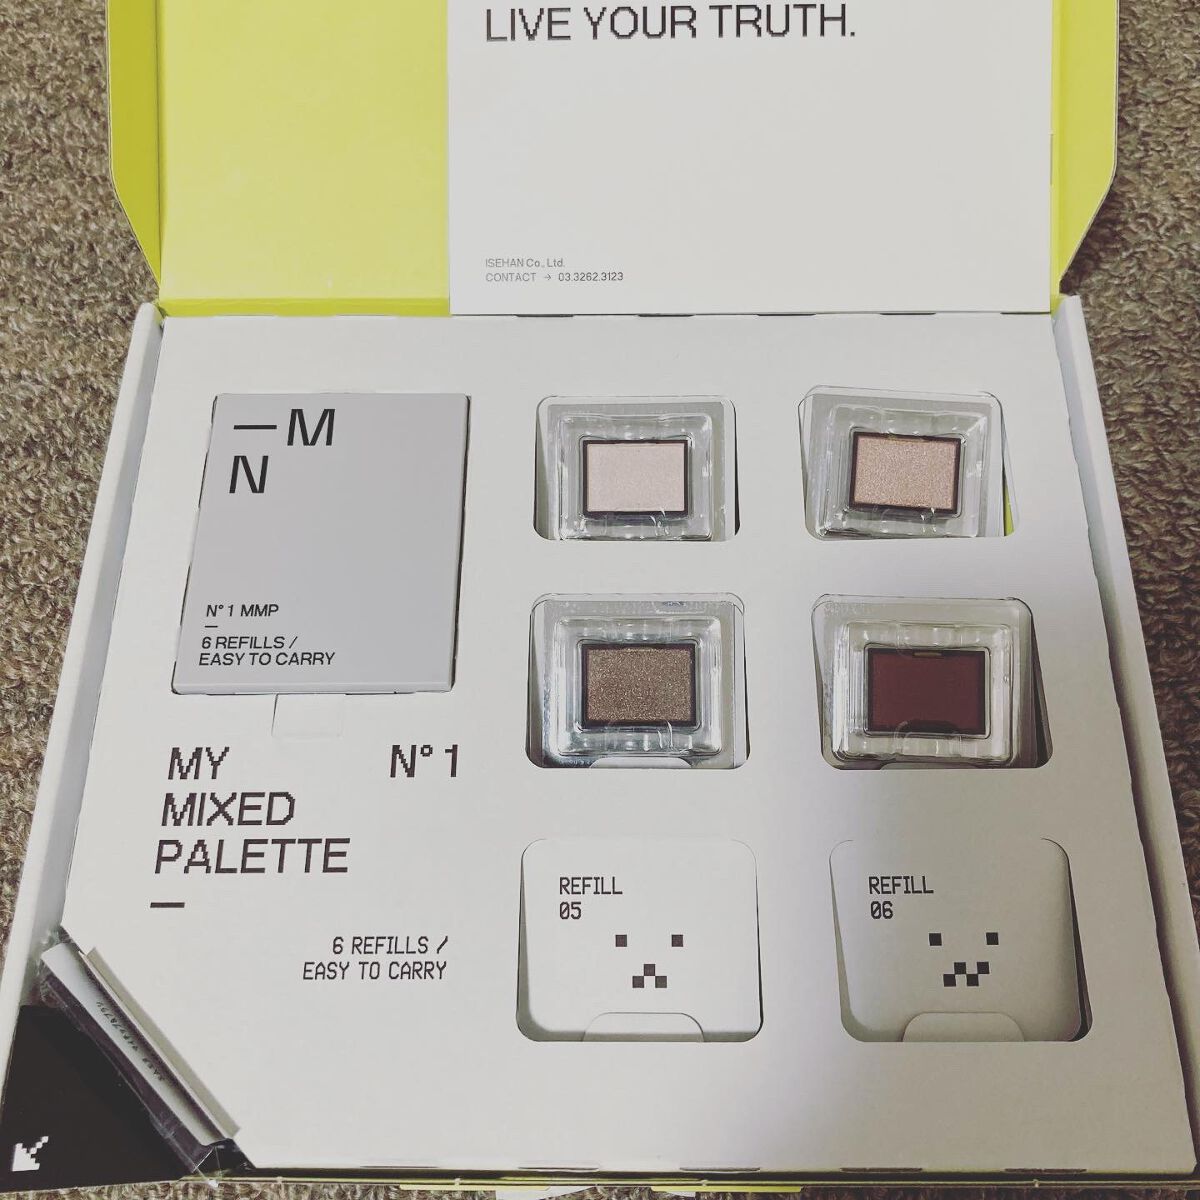 LIVE YOUR TRUTH.
ISEHAN Co., Ltd.
CONTACT → 03.3262.3123
—M
N
N° 1 MMP
—
6 REFILLS /
EASY TO CARRY
MY N° 1
MIXED
PALETTE
—
6 REFILLS /
EASY TO CARRY
REFILL
05
REFILL
06